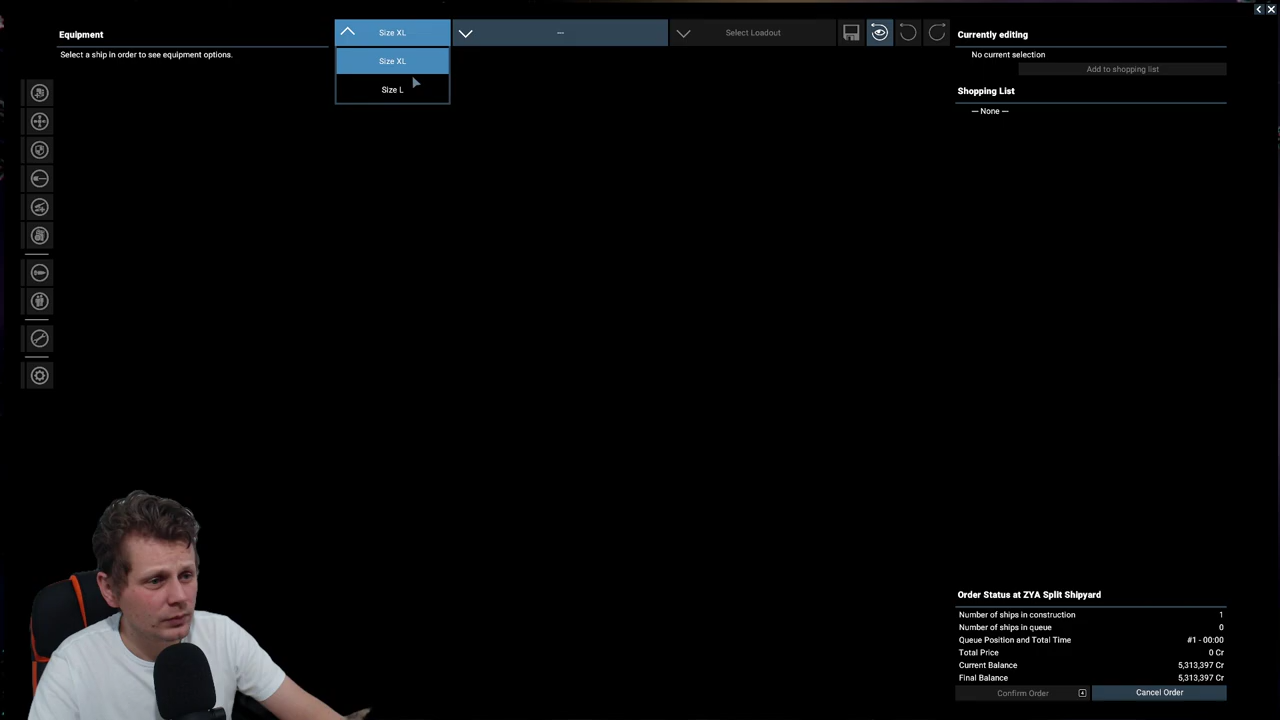 Equipment
Select a ship in order to see equipment options.
Size XL
Size XL
Size L
---
Select Loadout
Currently editing
No current selection
Add to shopping list
Shopping List
--- None ---
Order Status at ZYA Split Shipyard
Number of ships in construction 1
Number of ships in queue 0
Queue Position and Total Time #1 - 00:00
Total Price 0 Cr
Current Balance 5,313,397 Cr
Final Balance 5,313,397 Cr
Confirm Order
Cancel Order